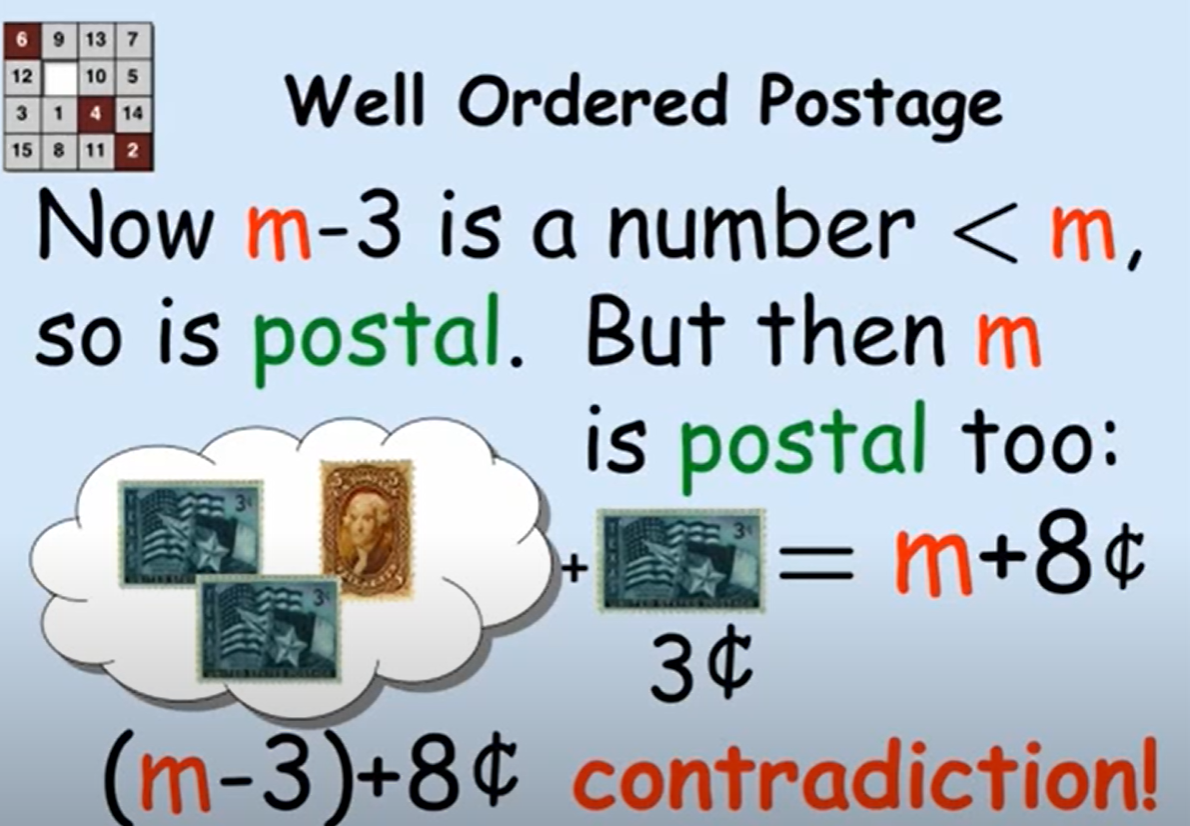 6 9 13 7
12 10 5
3 1 4 14
15 8 11 2
Well Ordered Postage
Now m-3 is a number < m,
so is postal. But then m
is postal too:
3¢
3¢
+ 3¢ = m+8¢
3¢
(m-3)+8¢ contradiction!